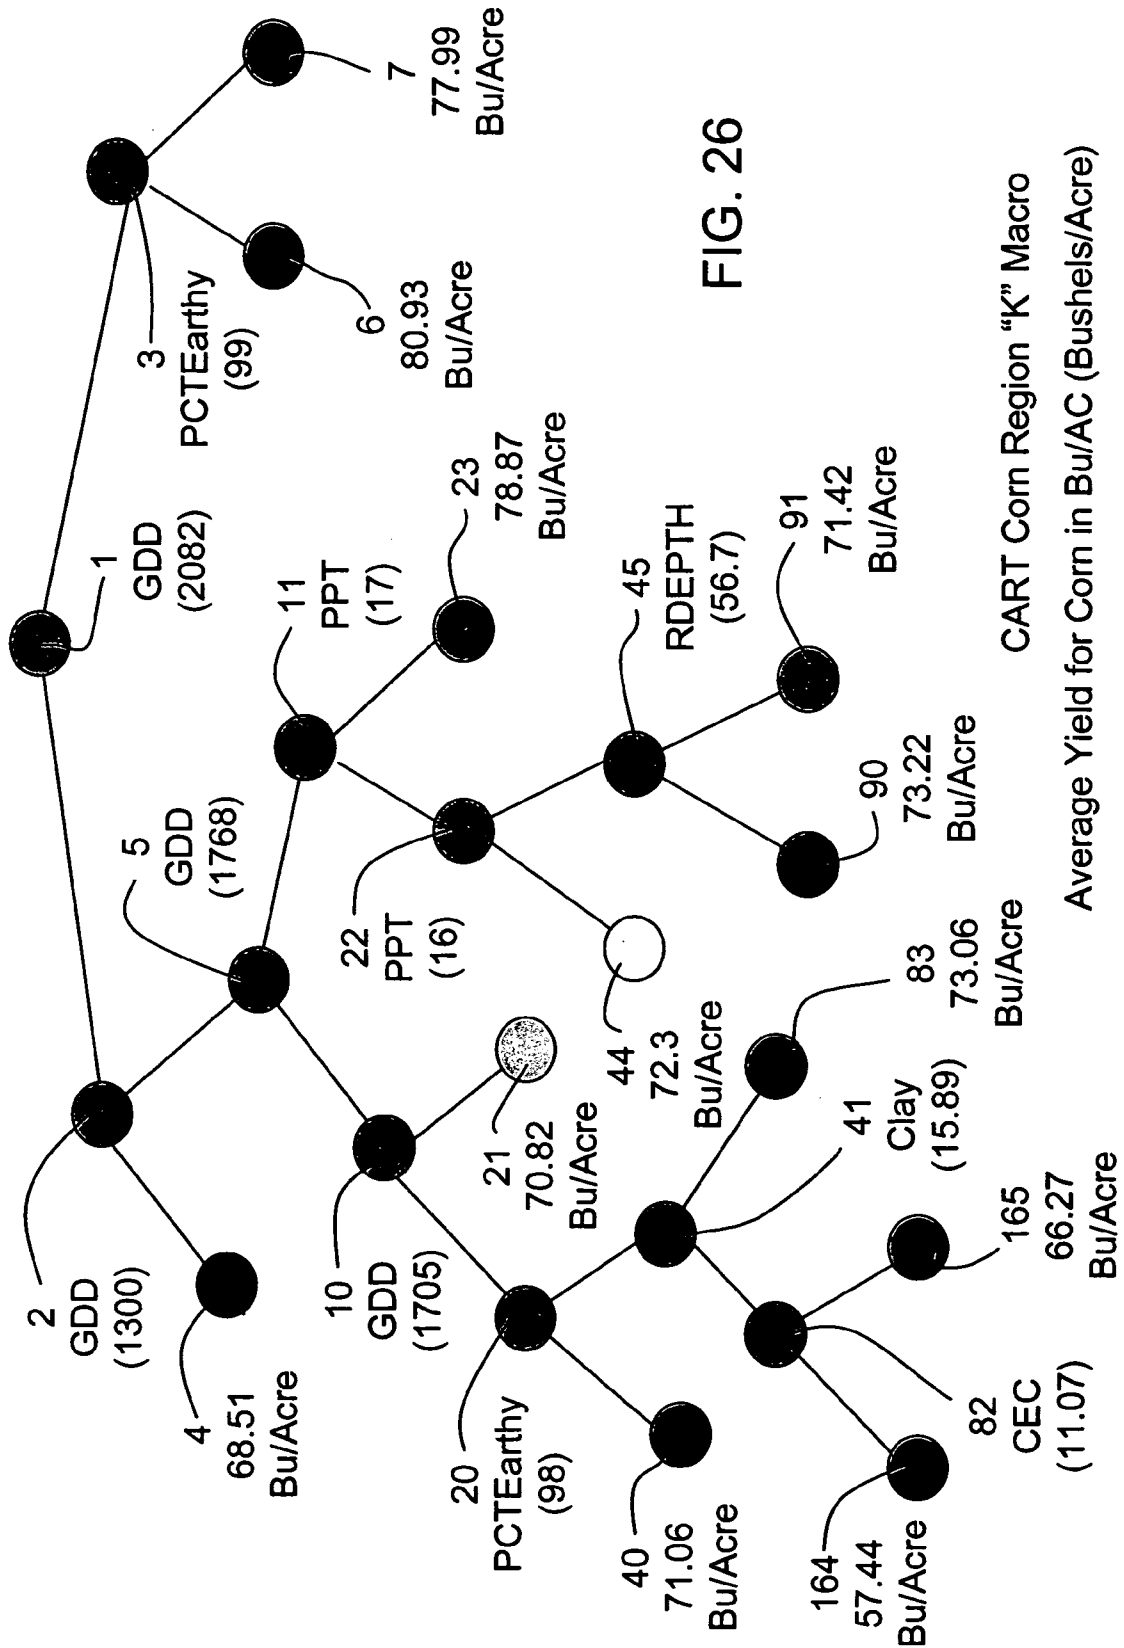 1
GDD
(2082)
2
GDD
(1300)
3
PCTEarthy
(99)
4
68.51
Bu/Acre
5
GDD
(1768)
6
80.93
Bu/Acre
7
77.99
Bu/Acre
10
GDD
(1705)
11
PPT
(17)
20
PCTEarthy
(98)
21
70.82
Bu/Acre
22
PPT
(16)
23
78.87
Bu/Acre
40
71.06
Bu/Acre
41
Clay
(15.89)
44
72.3
Bu/Acre
45
RDEPTH
(56.7)
82
CEC
(11.07)
83
73.06
Bu/Acre
90
73.22
Bu/Acre
91
71.42
Bu/Acre
164
57.44
Bu/Acre
165
66.27
Bu/Acre
FIG. 26
CART Corn Region “K” Macro
Average Yield for Corn in Bu/AC (Bushels/Acre)